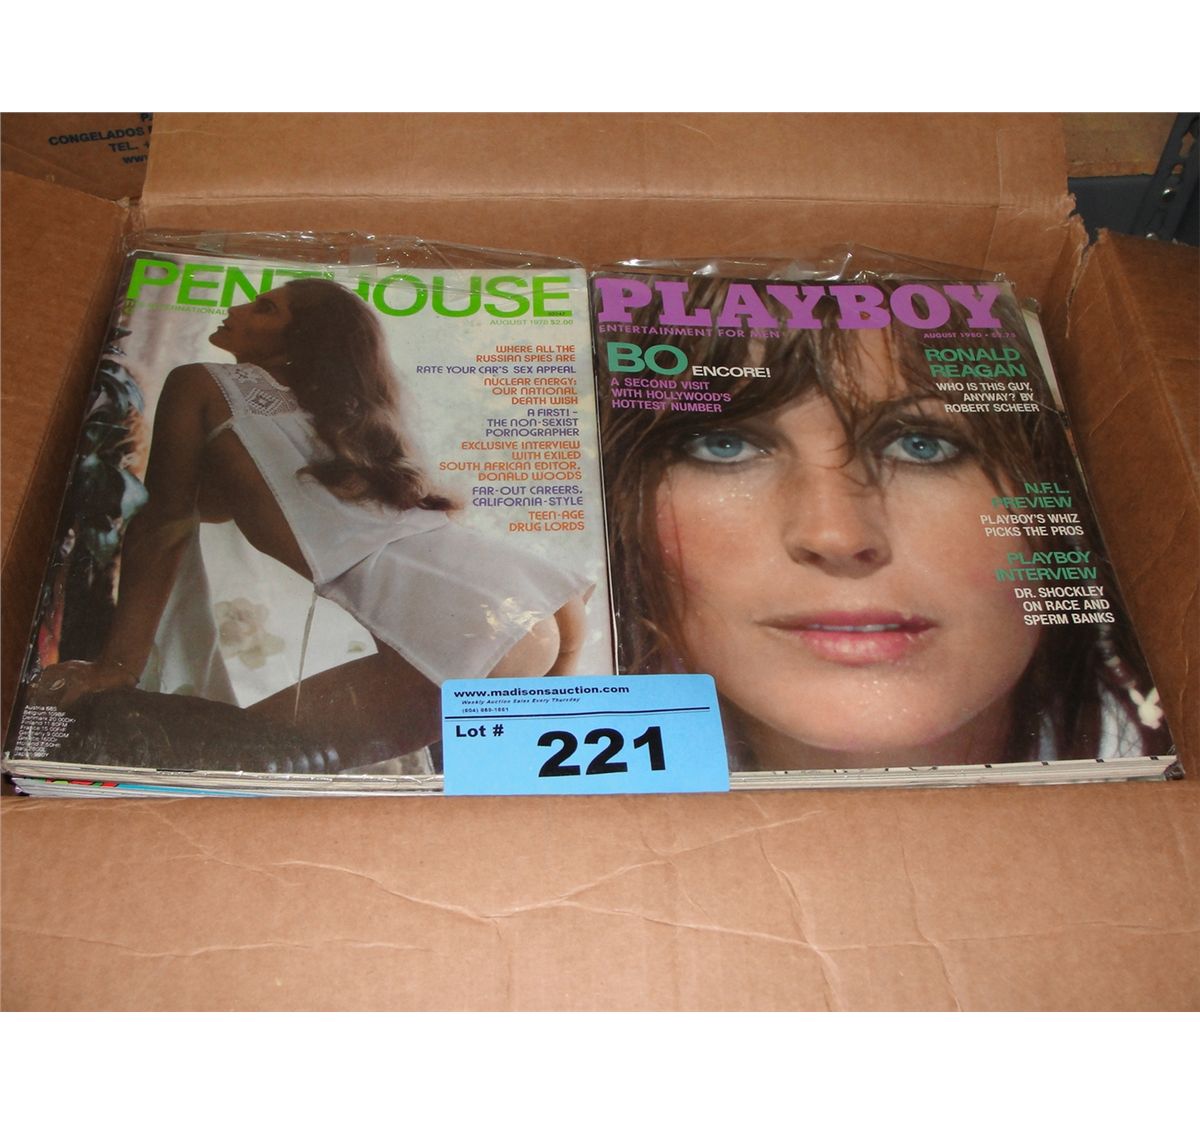 CONGELADOS
TEL.
www
PENTHOUSE
AUGUST 1978 $2.00
WHERE ALL THE
RUSSIAN SPIES ARE
RATE YOUR CAR'S SEX APPEAL
NUCLEAR ENERGY:
OUR NATIONAL
DEATH WISH
A FIRST! -
THE NON-SEXIST
PORNOGRAPHER
EXCLUSIVE INTERVIEW
WITH EXILED
SOUTH AFRICAN EDITOR,
DONALD WOODS
FAR-OUT CAREERS,
CALIFORNIA-STYLE
TEEN-AGE
DRUG LORDS
PLAYBOY
ENTERTAINMENT FOR MEN
AUGUST 1980 • $2.75
BO ENCORE!
A SECOND VISIT
WITH HOLLYWOOD'S
HOTTEST NUMBER
RONALD
REAGAN
WHO IS THIS GUY,
ANYWAY? BY
ROBERT SCHEER
N.F.L.
PREVIEW
PLAYBOY'S WHIZ
PICKS THE PROS
PLAYBOY
INTERVIEW
DR. SHOCKLEY
ON RACE AND
SPERM BANKS
www.madisonsauction.com
Weekly Auction Sales Every Thursday
Lot # 221